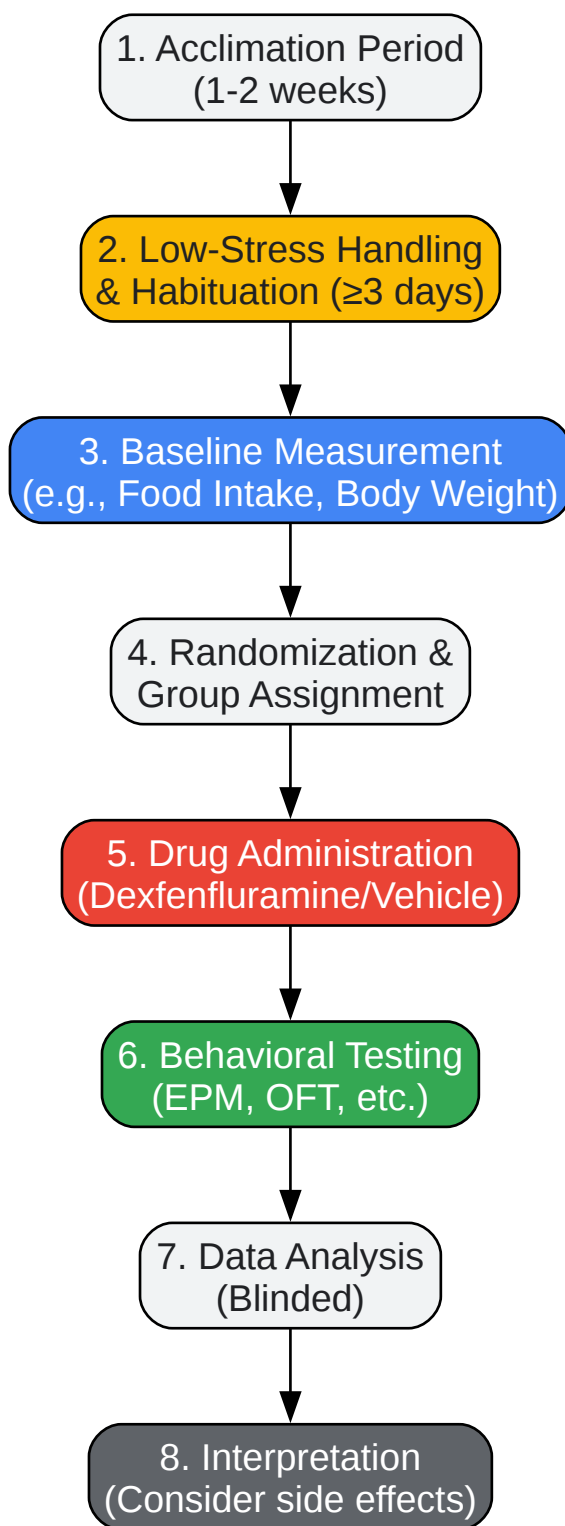 1. Acclimation Period
(1-2 weeks)
2. Low-Stress Handling
& Habituation (≥3 days)
3. Baseline Measurement
(e.g., Food Intake, Body Weight)
4. Randomization &
Group Assignment
5. Drug Administration
(Dexfenfluramine/Vehicle)
6. Behavioral Testing
(EPM, OFT, etc.)
7. Data Analysis
(Blinded)
8. Interpretation
(Consider side effects)